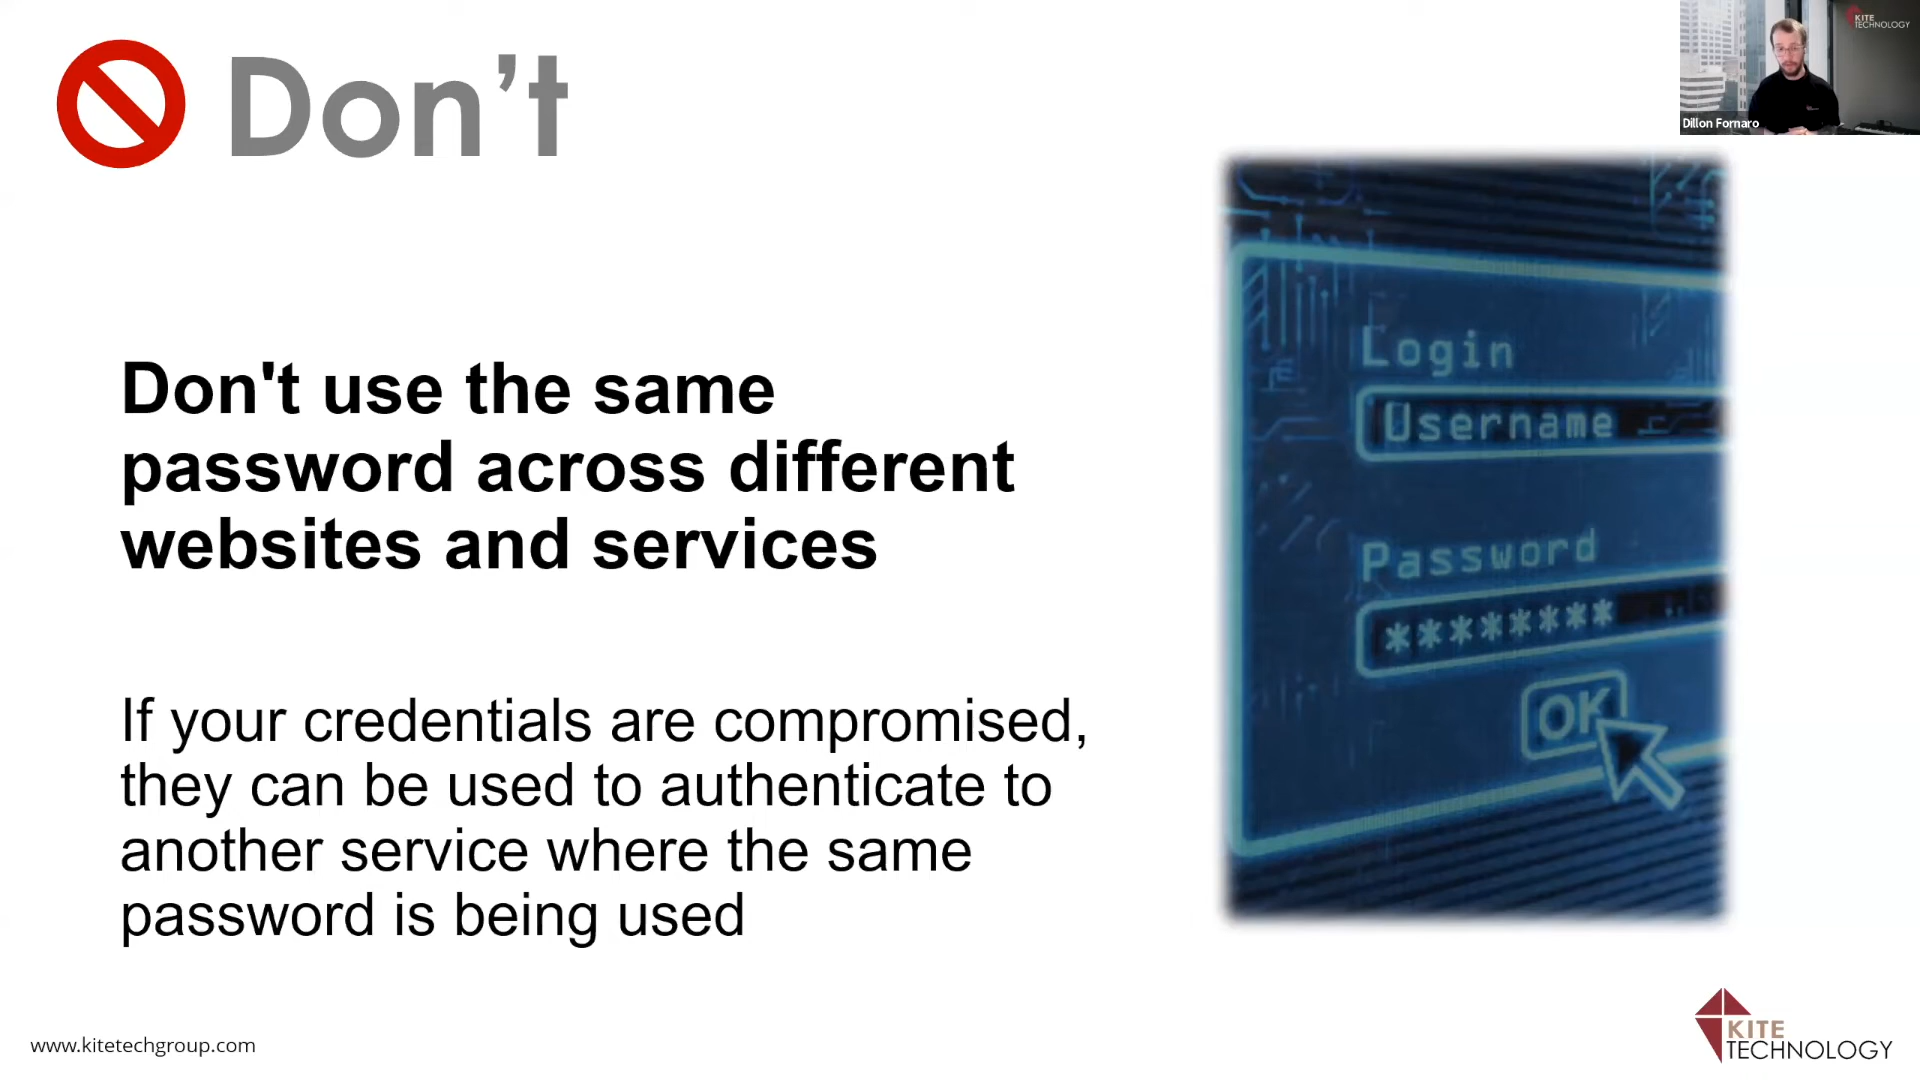 Don’t
KITE
TECHNOLOGY
Dillon Fornaro
Don't use the same
password across different
websites and services
If your credentials are compromised,
they can be used to authenticate to
another service where the same
password is being used
Login
Username
Password
********
OK
www.kitetechgroup.com
KITE
TECHNOLOGY